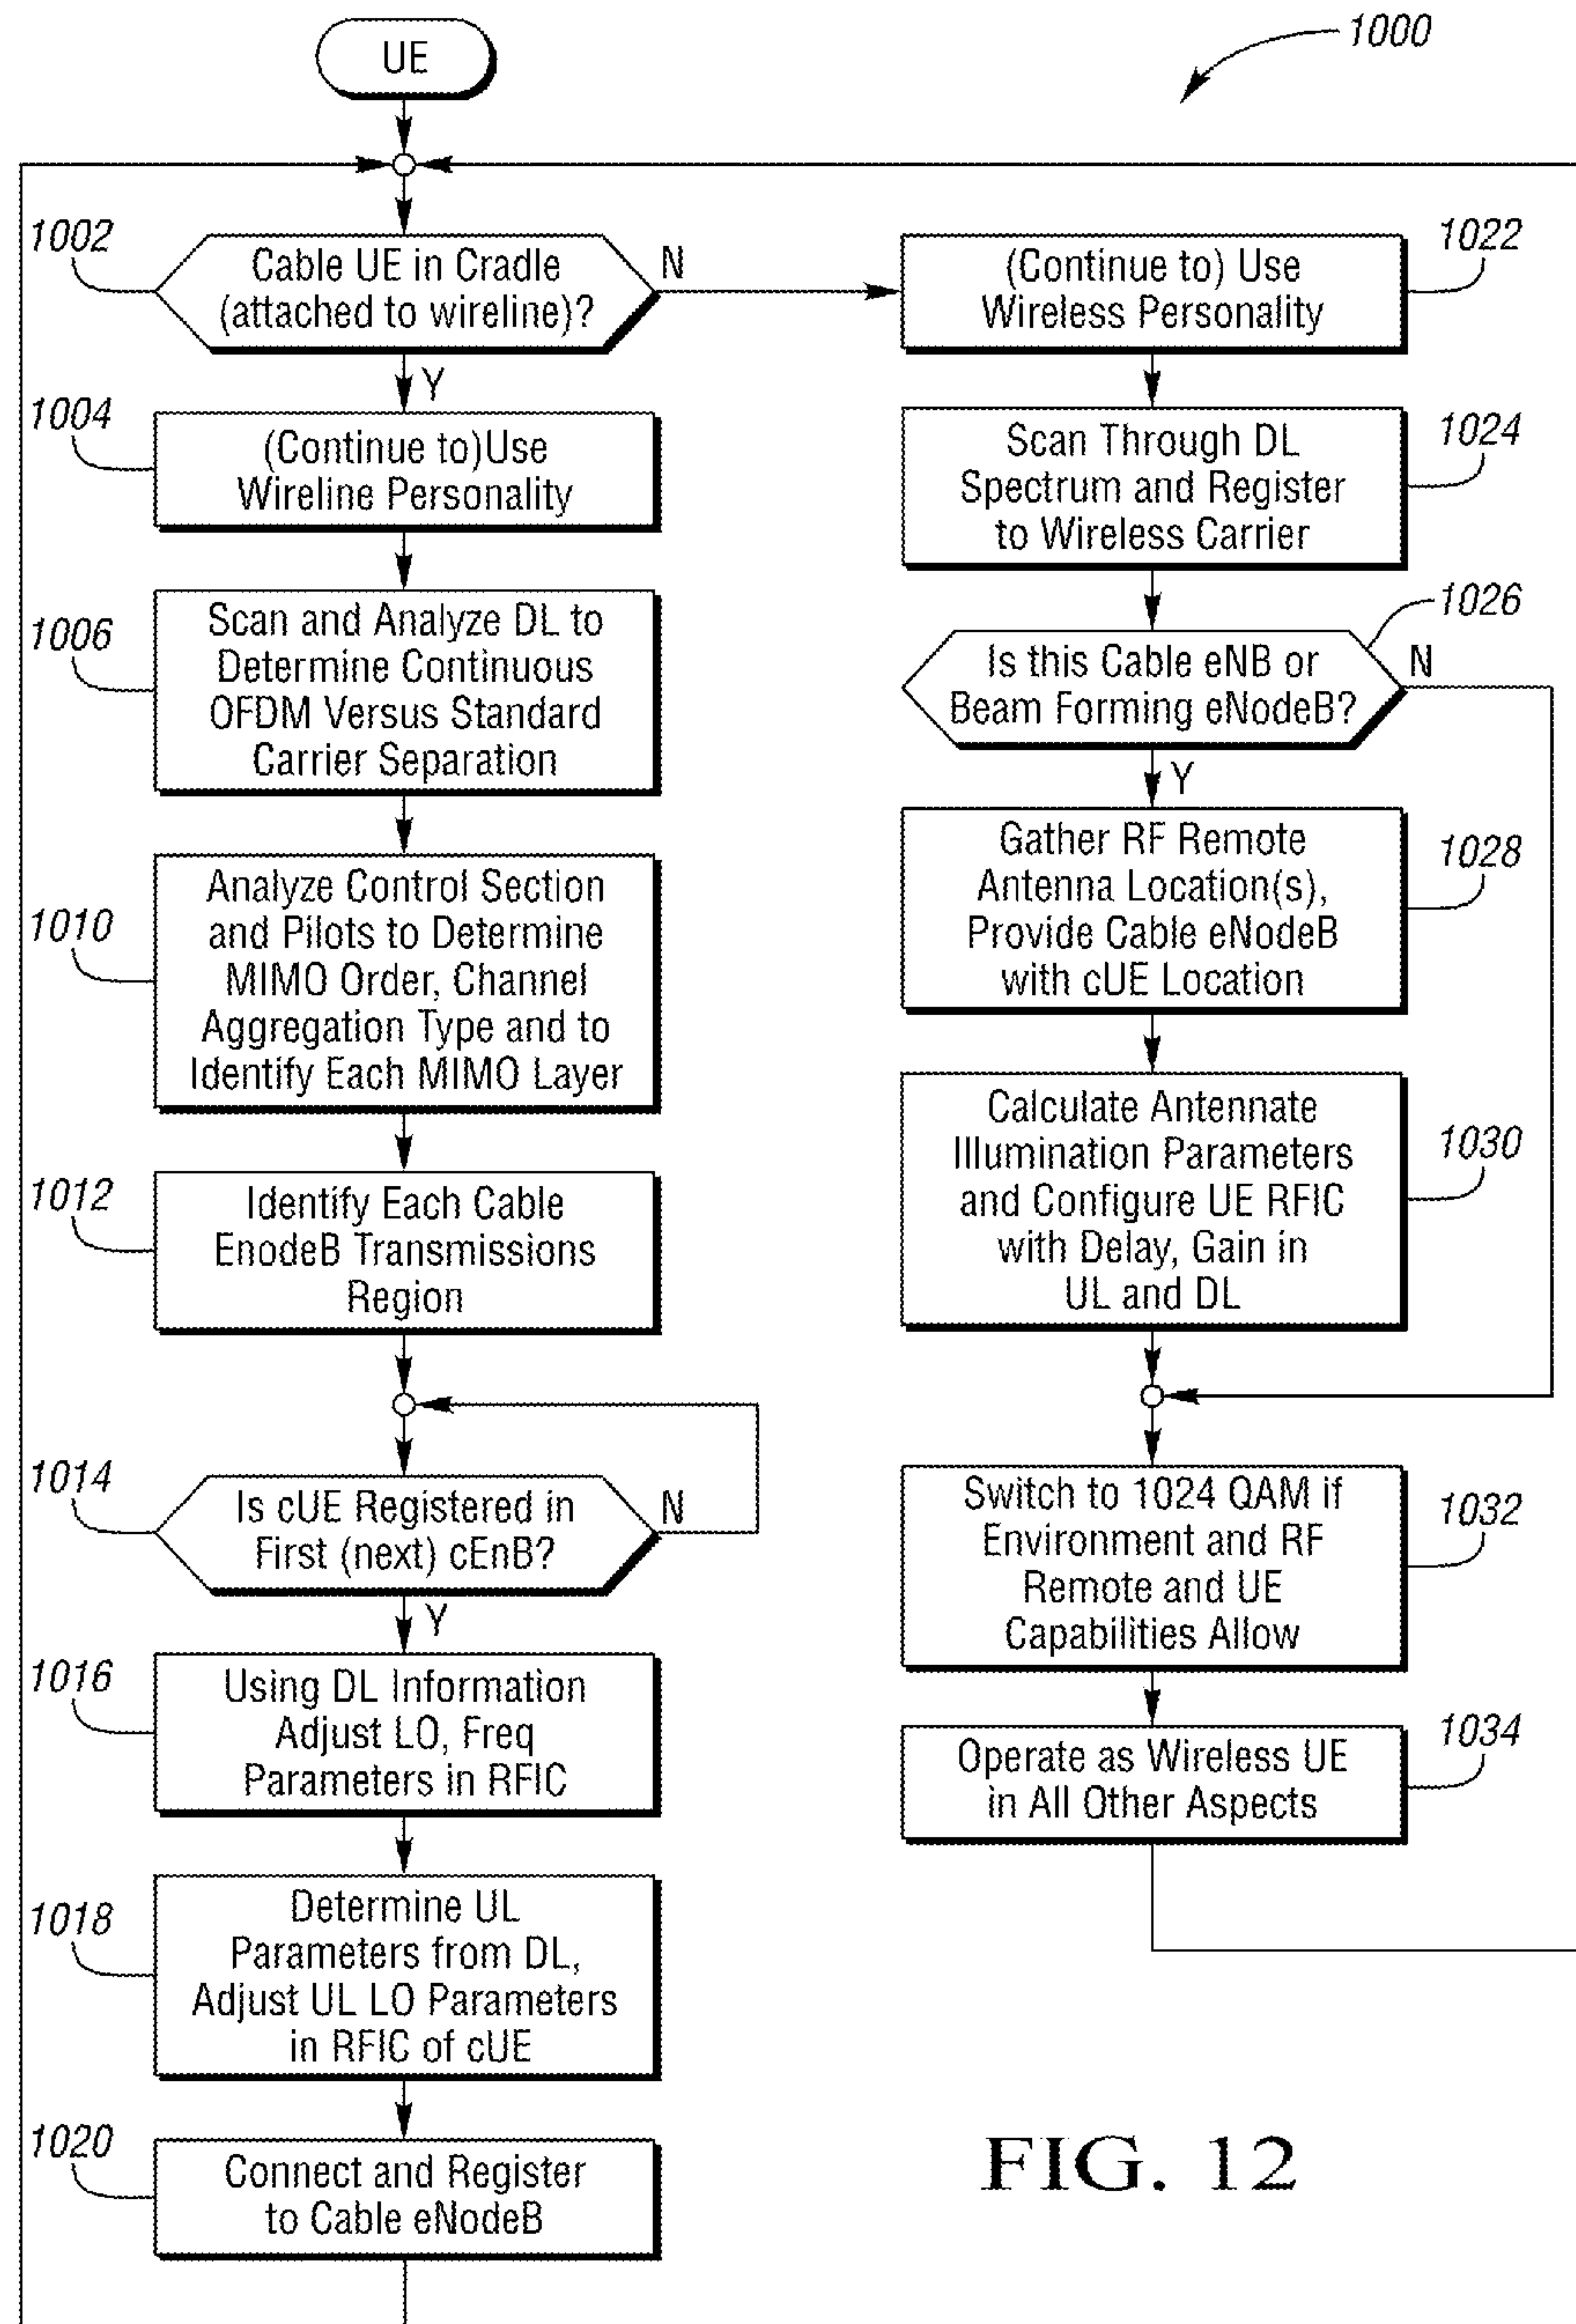 UE
1000
1002
Cable UE in Cradle
(attached to wireline)?
N
Y
1004
(Continue to)Use
Wireline Personality
1006
Scan and Analyze DL to
Determine Continuous
OFDM Versus Standard
Carrier Separation
1010
Analyze Control Section
and Pilots to Determine
MIMO Order, Channel
Aggregation Type and to
Identify Each MIMO Layer
1012
Identify Each Cable
EnodeB Transmissions
Region
1014
Is cUE Registered in
First (next) cEnB?
N
Y
1016
Using DL Information
Adjust LO, Freq
Parameters in RFIC
1018
Determine UL
Parameters from DL,
Adjust UL LO Parameters
in RFIC of cUE
1020
Connect and Register
to Cable eNodeB
1022
(Continue to) Use
Wireless Personality
1024
Scan Through DL
Spectrum and Register
to Wireless Carrier
1026
Is this Cable eNB or
Beam Forming eNodeB?
N
Y
1028
Gather RF Remote
Antenna Location(s),
Provide Cable eNodeB
with cUE Location
1030
Calculate Antennate
Illumination Parameters
and Configure UE RFIC
with Delay, Gain in
UL and DL
1032
Switch to 1024 QAM if
Environment and RF
Remote and UE
Capabilities Allow
1034
Operate as Wireless UE
in All Other Aspects
FIG. 12